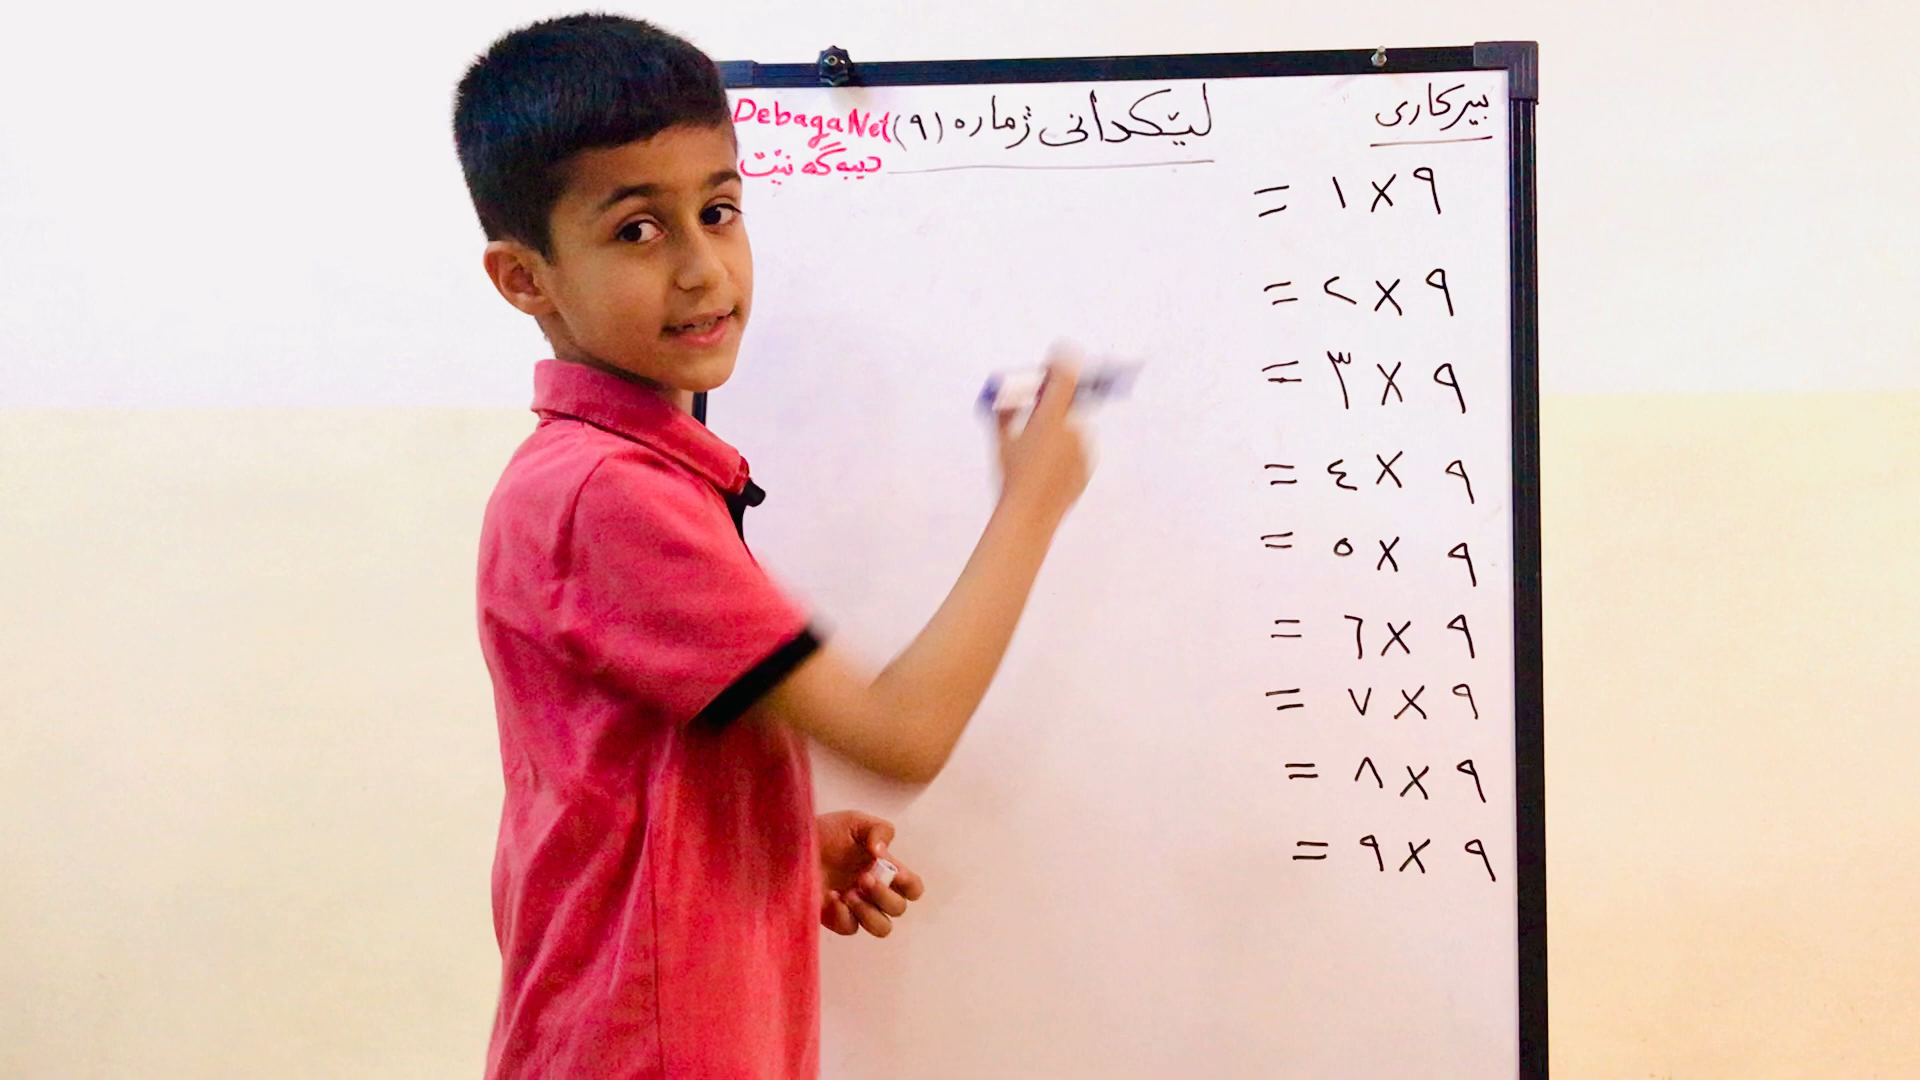 بیرکاری
لێکدانی ژمارە (٩)
DebagaNet
دیبەگە نێت
٩ × ١ =
٩ × ٢ =
٩ × ٣ =
٩ × ٤ =
٩ × ٥ =
٩ × ٦ =
٩ × ٧ =
٩ × ٨ =
٩ × ٩ =